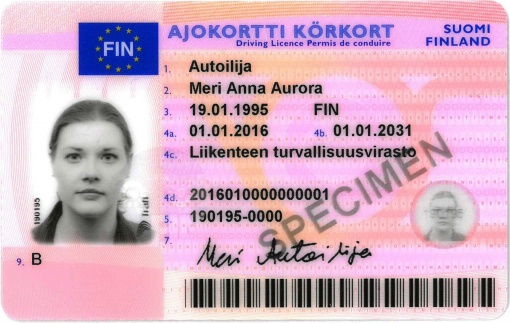 FIN
AJOKORTTI KÖRKORT
Driving Licence Permis de conduire
SUOMI
FINLAND
1. Autoilija
2. Meri Anna Aurora
3. 19.01.1995 FIN
4a. 01.01.2016 4b. 01.01.2031
4c. Liikenteen turvallisuusvirasto
4d. 2016010000000001
5. 190195-0000
7. Meri Autoilija
SPECIMEN
190195
9. B